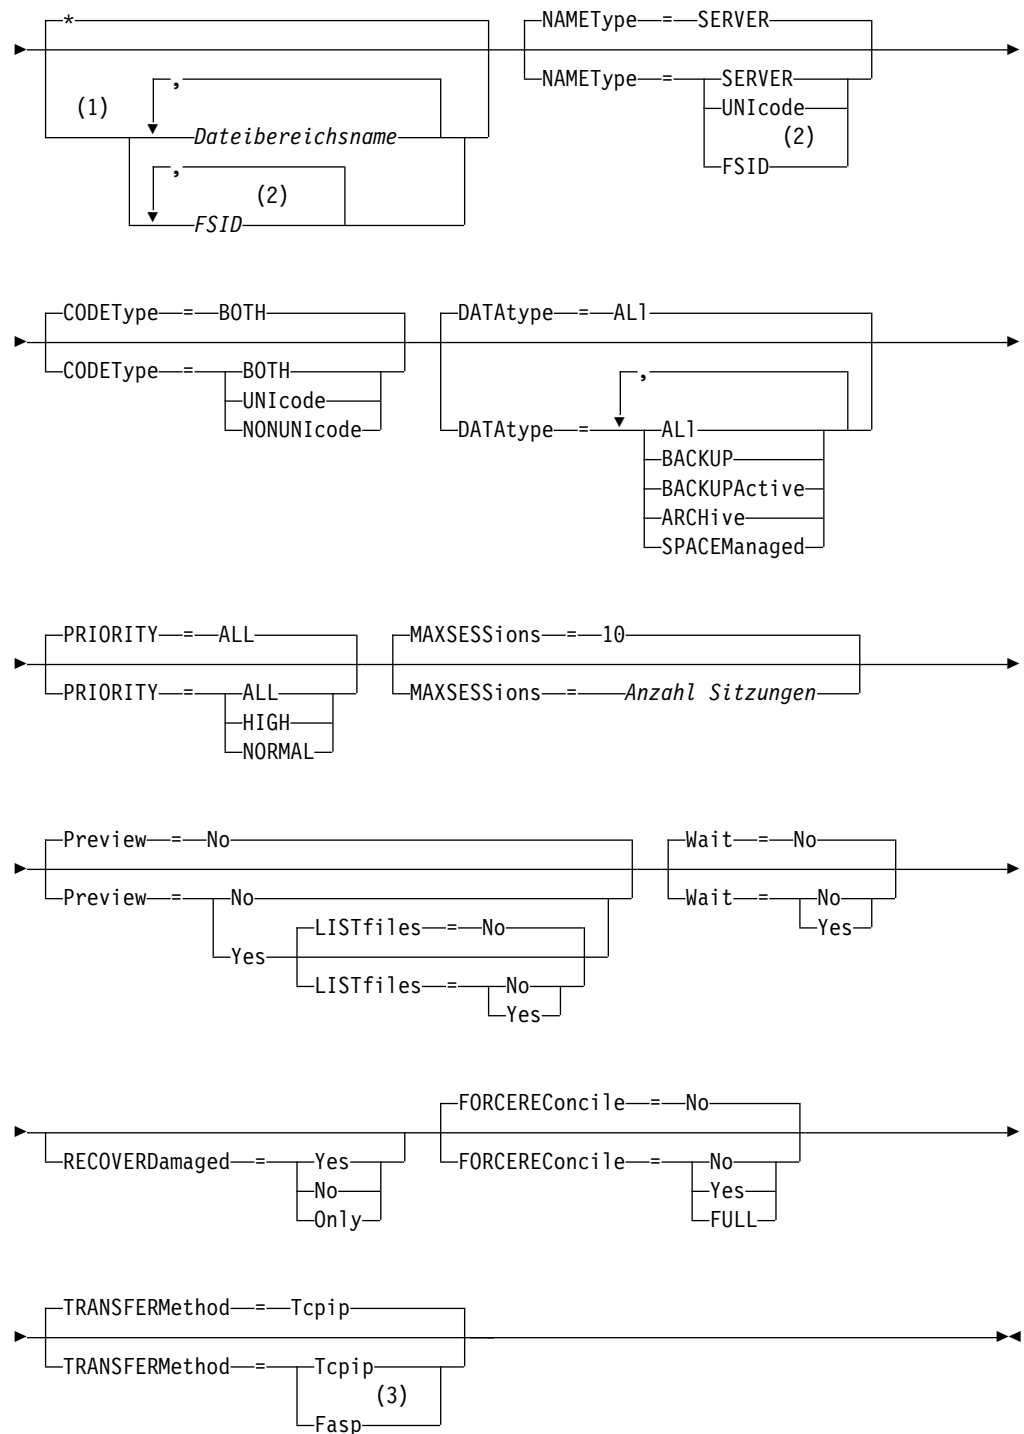 * NAMEType = SERVER
NAMEType = SERVER
, UNIcode
(1) (2)
Dateibereichsname FSID
,
(2)
FSID
CODEType = BOTH DATAtype = ALl
CODEType = BOTH ,
UNIcode
NONUNIcode DATAtype = ALl
BACKUP
BACKUPActive
ARCHive
SPACEManaged
PRIORITY = ALL MAXSESSions = 10
PRIORITY = ALL MAXSESSions = Anzahl Sitzungen
HIGH
NORMAL
Preview = No Wait = No
Preview = No Wait = No
LISTfiles = No Yes
Yes
LISTfiles = No
Yes
FORCEREConcile = No
RECOVERDamaged = Yes FORCEREConcile = No
No Yes
Only FULL
TRANSFERMethod = Tcpip
TRANSFERMethod = Tcpip
(3)
Fasp